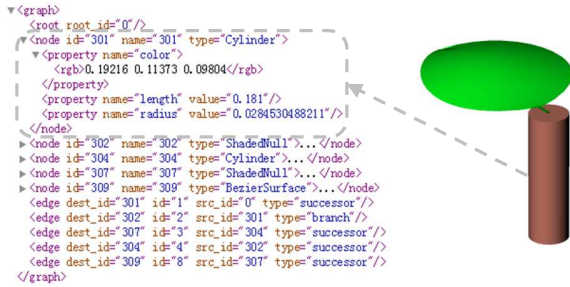 ▼<graph>
<root root_id="0"/>
▼<node id="301" name="301" type="Cylinder">
▼<property name="color">
<rgb>0.19216 0.11373 0.09804</rgb>
</property>
<property name="length" value="0.181"/>
<property name="radius" value="0.0284530488211"/>
</node>
▶<node id="302" name="302" type="ShadedNull">...</node>
▶<node id="304" name="304" type="Cylinder">...</node>
▶<node id="307" name="307" type="ShadedNull">...</node>
▶<node id="309" name="309" type="BezierSurface">...</node>
<edge dest_id="301" id="1" src_id="0" type="successor"/>
<edge dest_id="302" id="2" src_id="301" type="branch"/>
<edge dest_id="307" id="3" src_id="304" type="successor"/>
<edge dest_id="304" id="4" src_id="302" type="successor"/>
<edge dest_id="309" id="8" src_id="307" type="successor"/>
</graph>